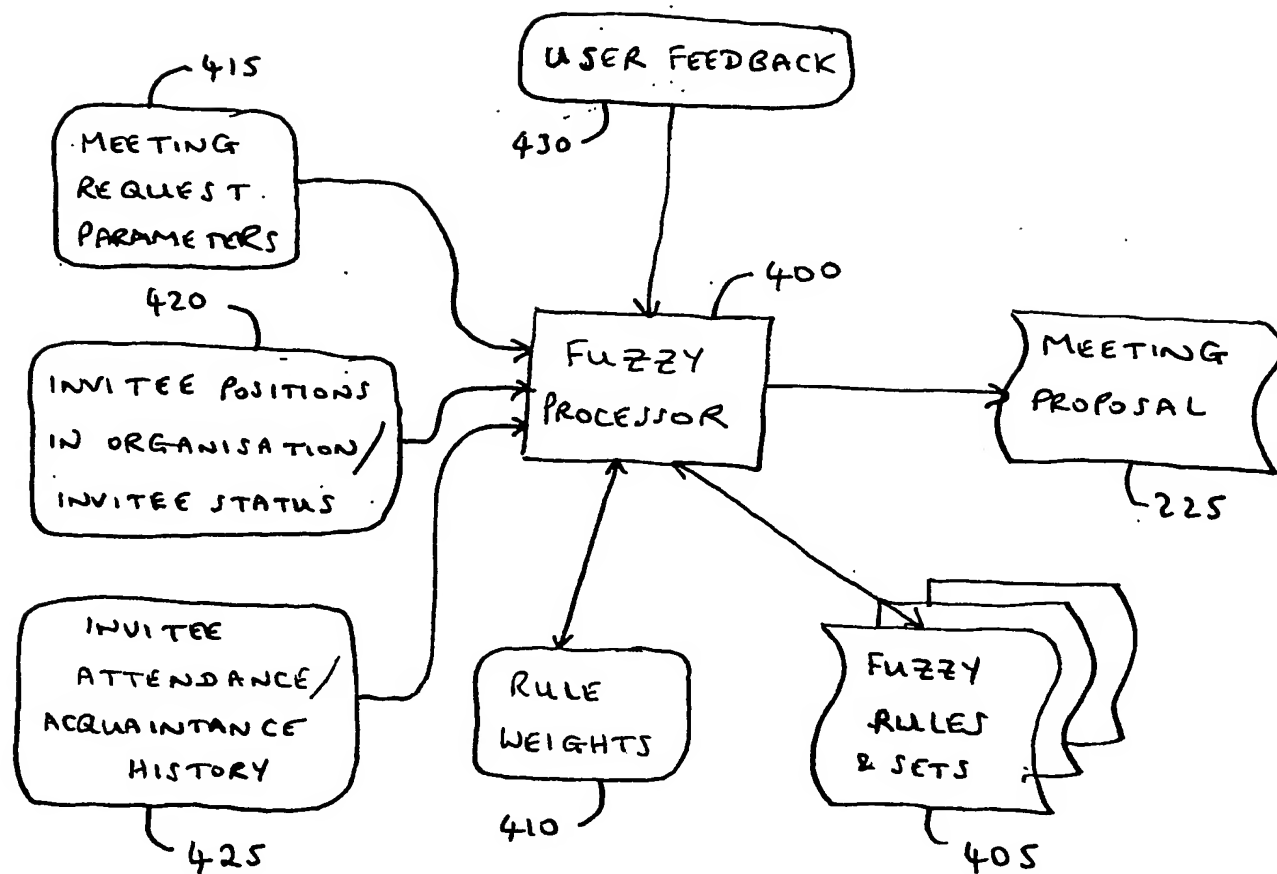 USER FEEDBACK
430
415
MEETING
REQUEST.
PARAMETERS
420
INVITEE POSITIONS
IN ORGANISATION/
INVITEE STATUS
INVITEE
ATTENDANCE/
ACQUAINTANCE
HISTORY
425
400
FUZZY
PROCESSOR
MEETING
PROPOSAL
225
RULE
WEIGHTS
410
FUZZY
RULES
& SETS
405